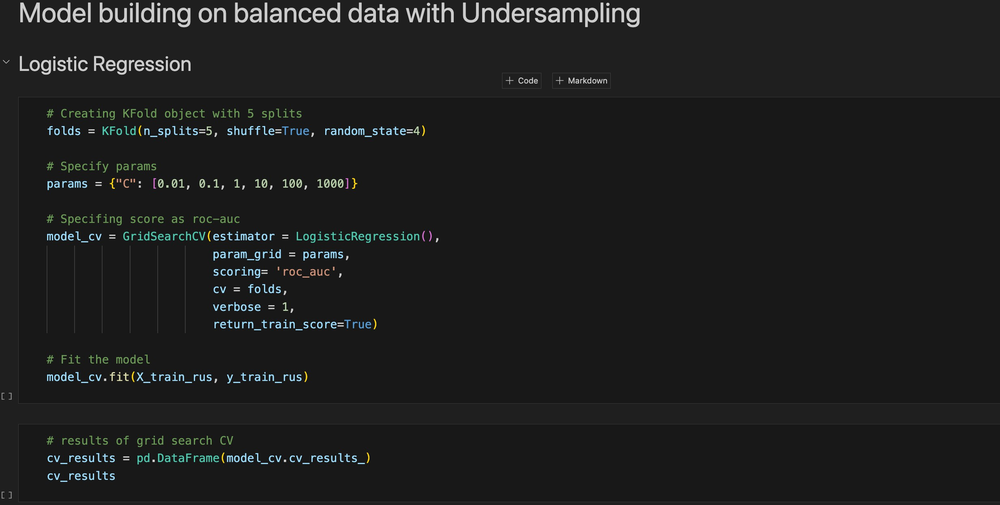 Model building on balanced data with Undersampling
Logistic Regression
+ Code
+ Markdown
# Creating KFold object with 5 splits
folds = KFold(n_splits=5, shuffle=True, random_state=4)
# Specify params
params = {"C": [0.01, 0.1, 1, 10, 100, 1000]}
# Specifing score as roc-auc
model_cv = GridSearchCV(estimator = LogisticRegression(),
param_grid = params,
scoring= 'roc_auc',
cv = folds,
verbose = 1,
return_train_score=True)
# Fit the model
model_cv.fit(X_train_rus, y_train_rus)
[ ]
# results of grid search CV
cv_results = pd.DataFrame(model_cv.cv_results_)
cv_results
[ ]